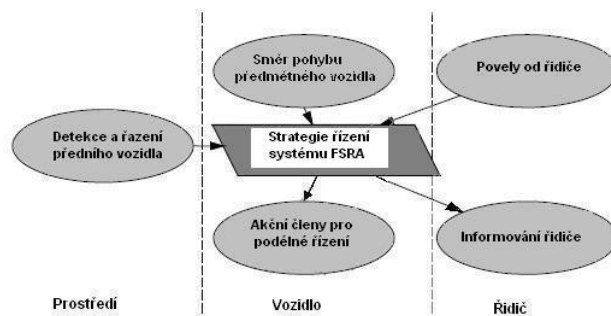 Směr pohybu
předmětného vozidla
Povely od řidiče
Detekce a řazení
předního vozidla
Strategie řízení
systému FSRA
Akční členy pro
podélné řízení
Informování řidiče
Prostředí
Vozidlo
Řidič